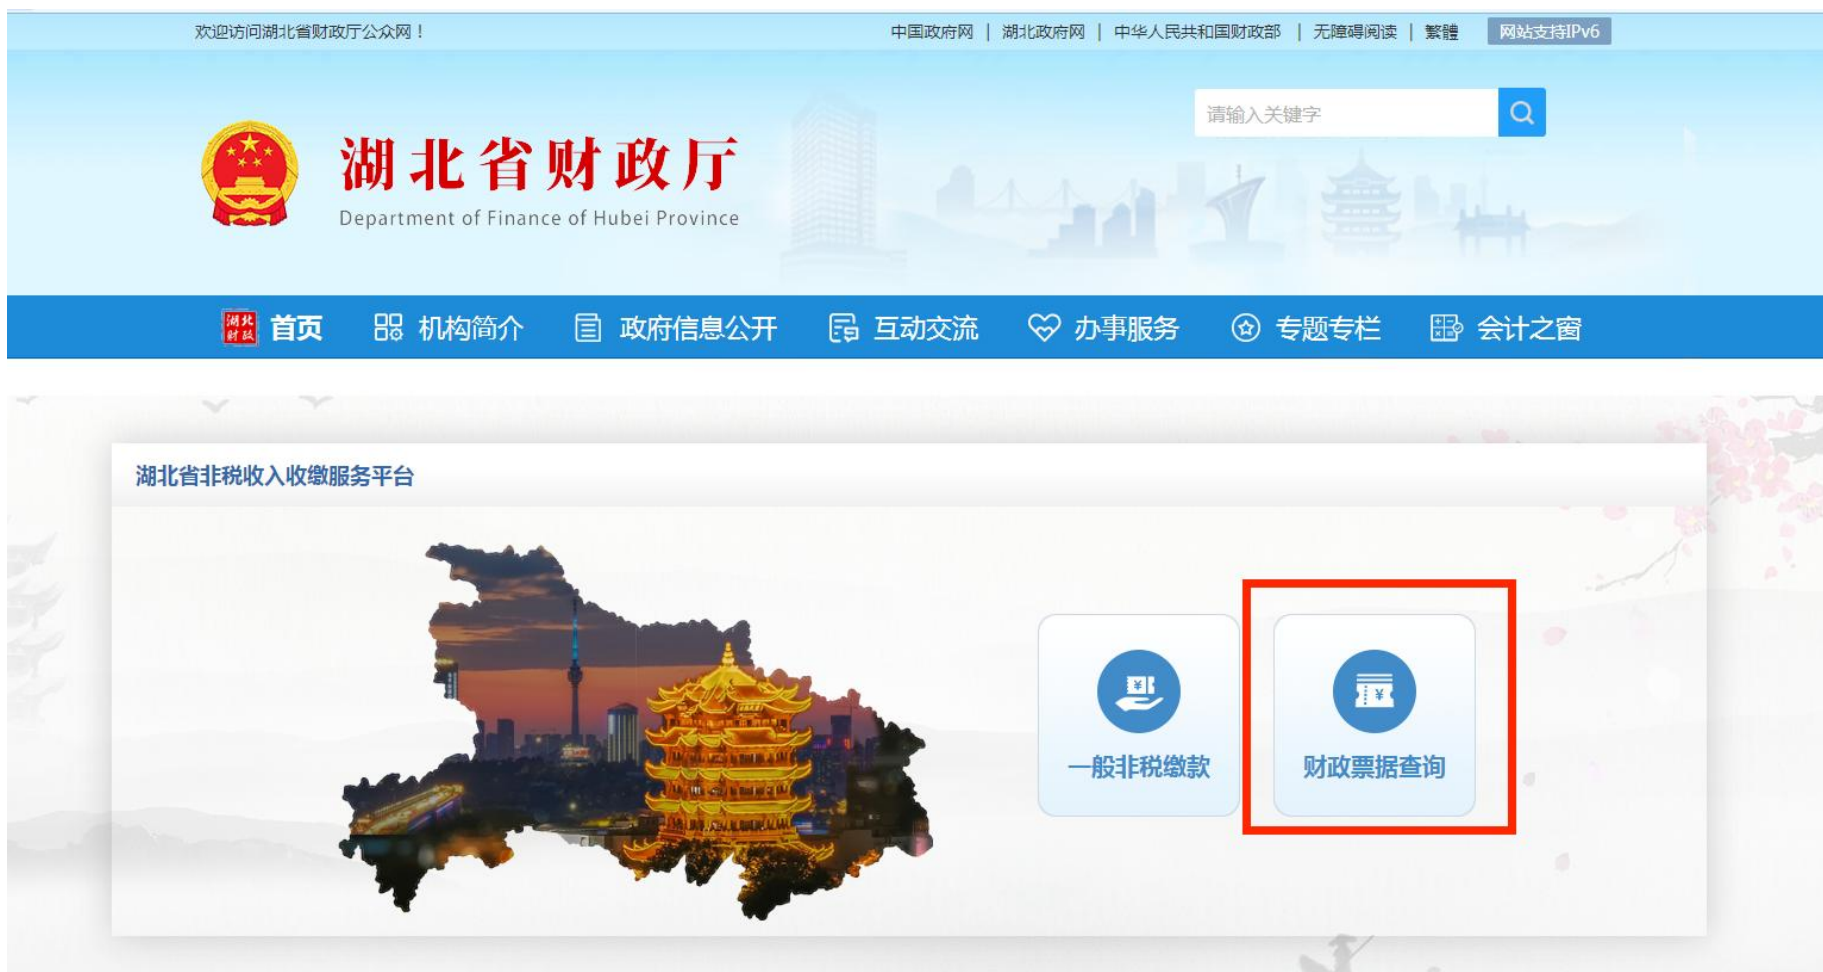 欢迎访问湖北省财政厅公众网！
中国政府网 | 湖北政府网 | 中华人民共和国财政部 | 无障碍阅读 | 繁體 网站支持IPv6
请输入关键字
湖北省财政厅
Department of Finance of Hubei Province
湖北财政 首页 机构简介 政府信息公开 互动交流 办事服务 专题专栏 会计之窗
湖北省非税收入收缴服务平台
一般非税缴款 财政票据查询